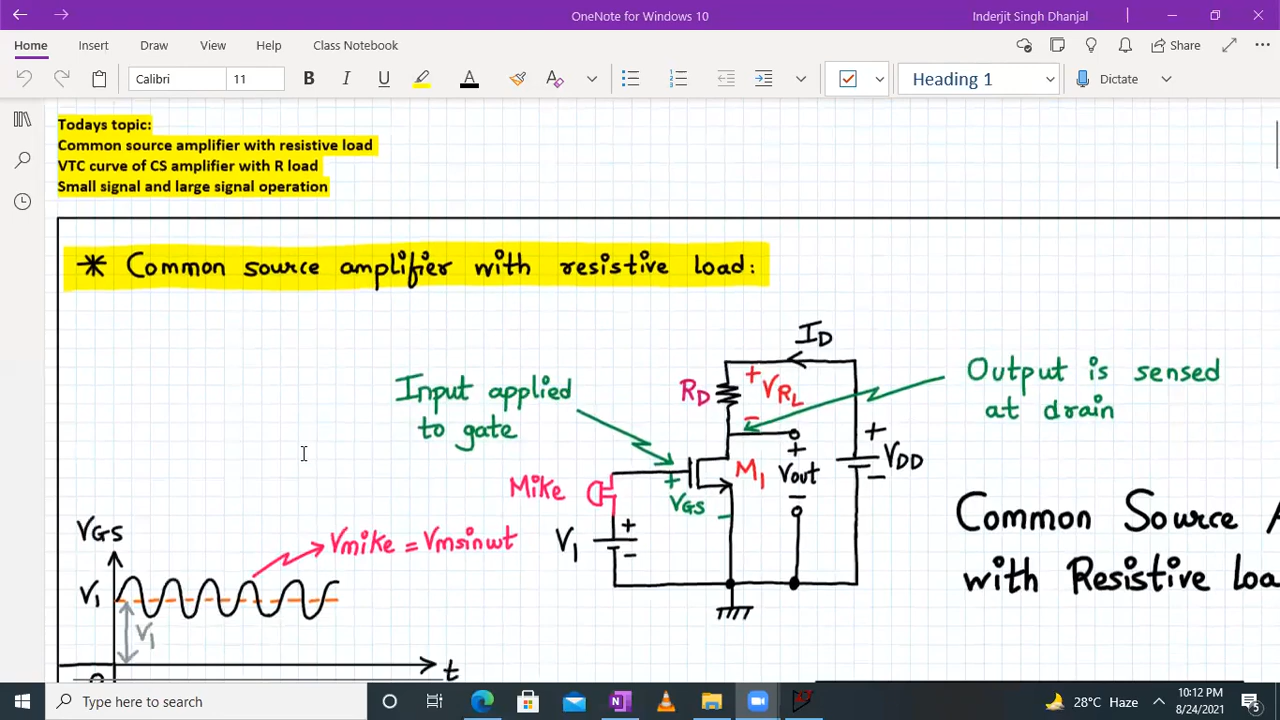 OneNote for Windows 10
Inderjit Singh Dhanjal
Home Insert Draw View Help Class Notebook
Share
Calibri 11 B I U A
Heading 1
Dictate
Todays topic:
Common source amplifier with resistive load
VTC curve of CS amplifier with R load
Small signal and large signal operation
* Common source amplifier with resistive load:
ID
Input applied
to gate
RD
+ VRL
−
Output is sensed
at drain
Mike
+
VGS
−
M1
+
Vout
−
+
VDD
−
V1
+
−
Common Source A
with Resistive Loa
VGS
Vmike = Vmsinwt
V1
V1
t
0
Type here to search
28°C Haze
10:12 PM
8/24/2021
5